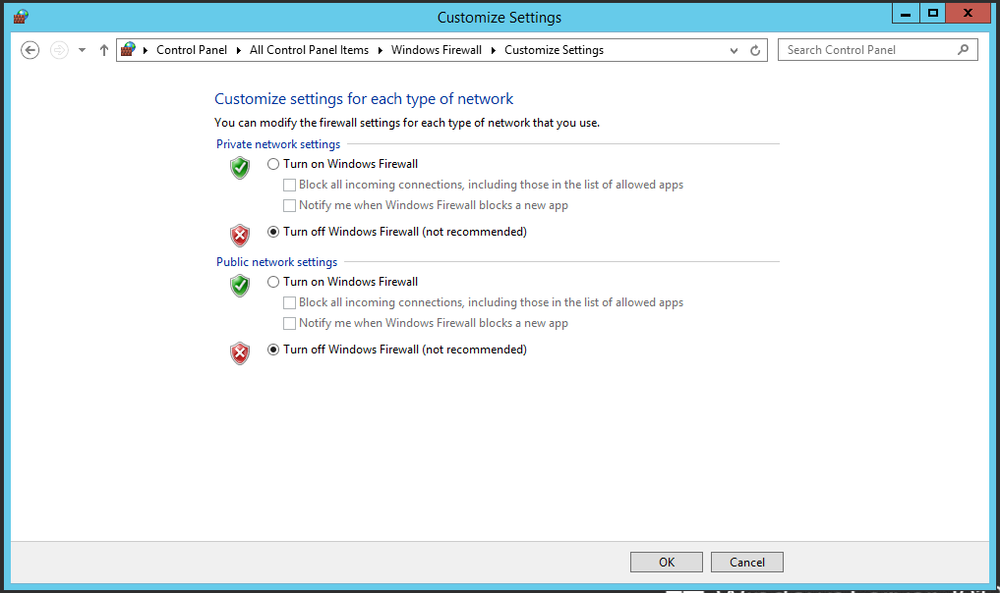 Customize Settings
Control Panel
All Control Panel Items
Windows Firewall
Customize Settings
Search Control Panel
Customize settings for each type of network
You can modify the firewall settings for each type of network that you use.
Private network settings
Turn on Windows Firewall
Block all incoming connections, including those in the list of allowed apps
Notify me when Windows Firewall blocks a new app
Turn off Windows Firewall (not recommended)
Public network settings
Turn on Windows Firewall
Block all incoming connections, including those in the list of allowed apps
Notify me when Windows Firewall blocks a new app
Turn off Windows Firewall (not recommended)
OK
Cancel